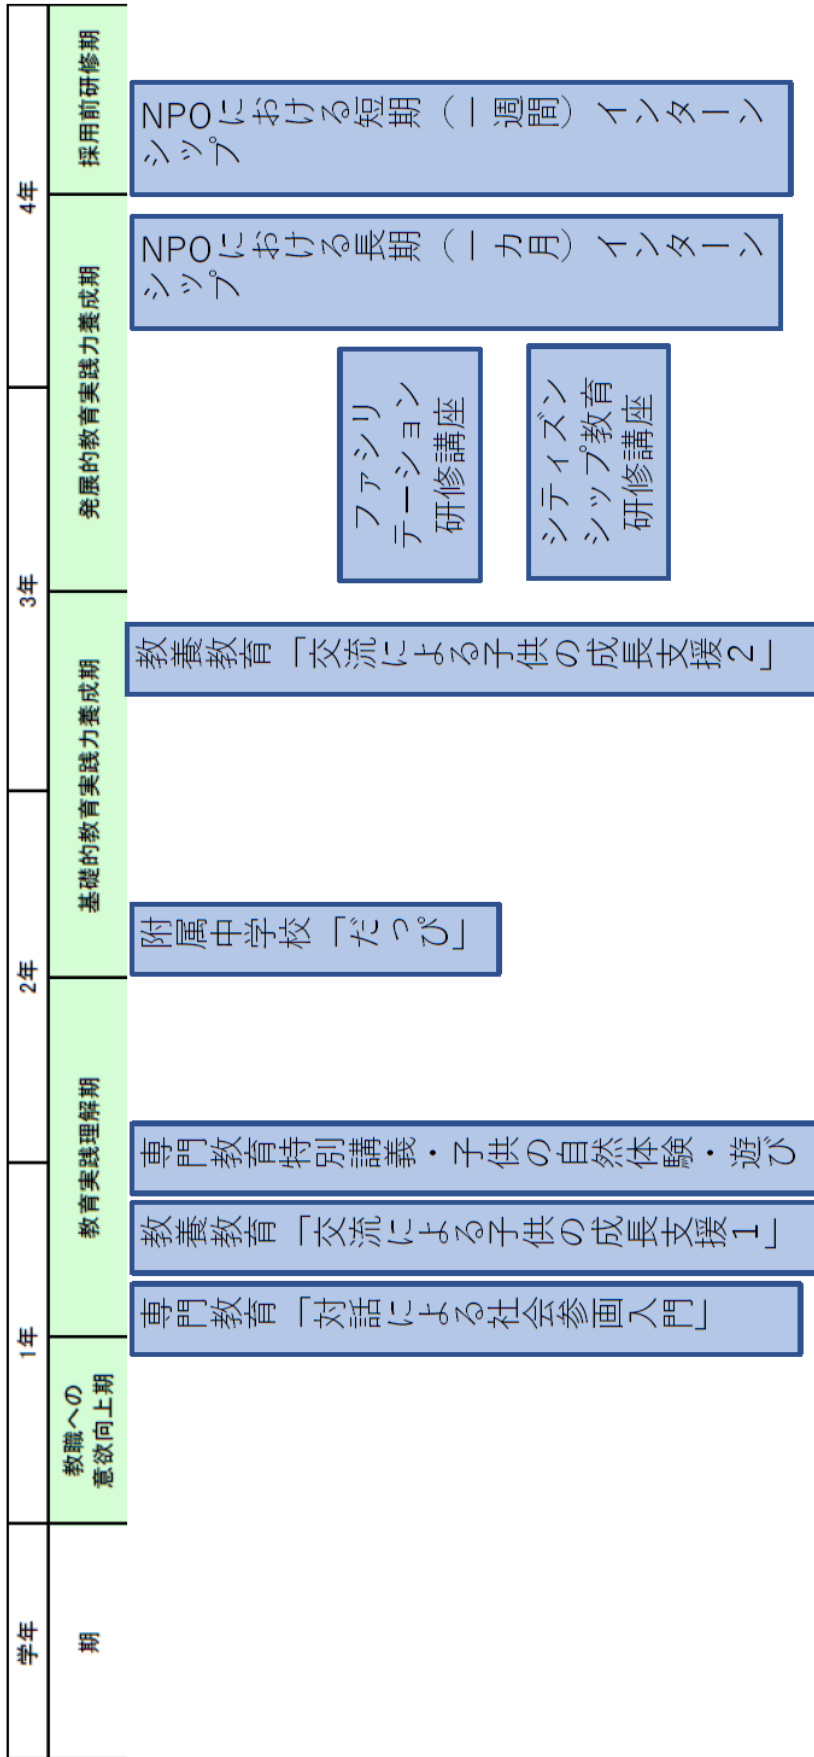 学年
1年
2年
3年
4年
期
教職への
意欲向上期
教育実践理解期
基礎的教育実践力養成期
発展的教育実践力養成期
採用前研修期
専門教育「対話による社会参画入門」
教養教育「交流による子供の成長支援1」
専門教育特別講義・子供の自然体験・遊び
附属中学校「だっぴ」
教養教育「交流による子供の成長支援2」
ファシリ
テーション
研修講座
シティズン
シップ教育
研修講座
NPOにおける長期（一カ月）インターン
シップ
NPOにおける短期（一週間）インターン
シップ